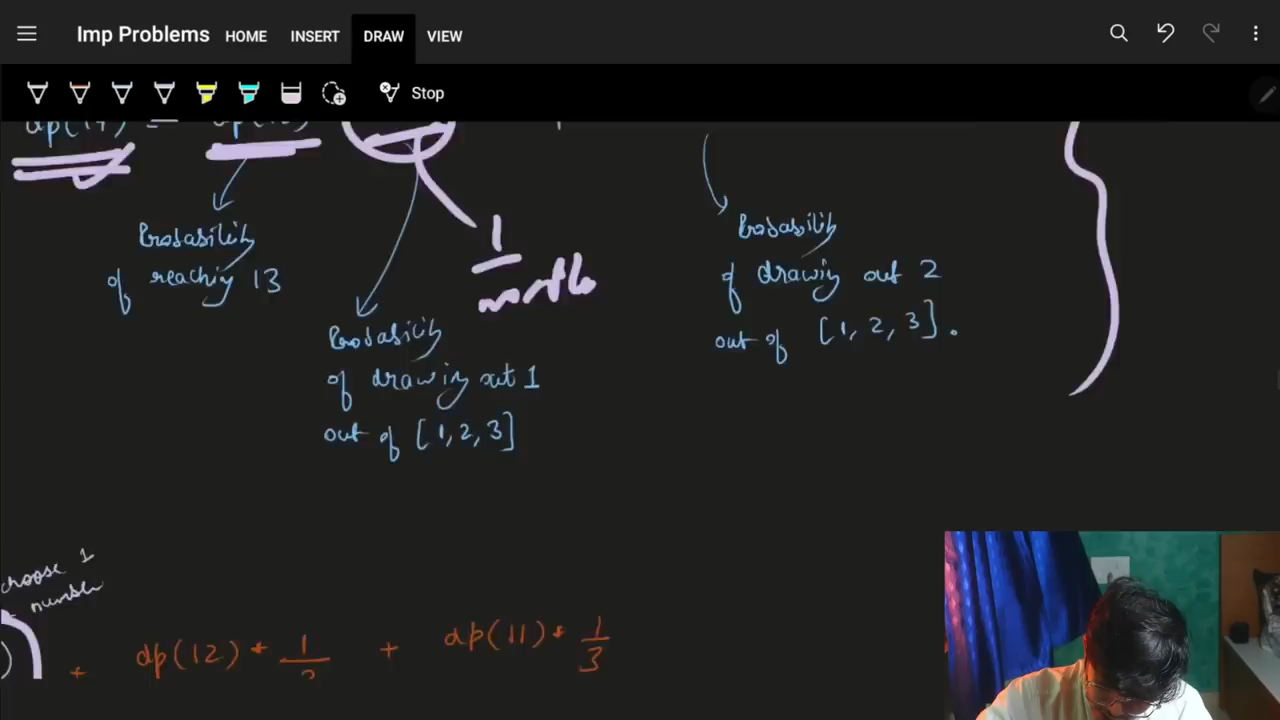 Imp Problems HOME INSERT DRAW VIEW
Stop
dp(14) =
Probability
of reaching 13
1
Probability
of drawing out 1
out of [1, 2, 3]
Probability
of drawing out 2
out of [1, 2, 3].
choose 1
number
) + dp(12) * 1 + dp(11) * 1/3